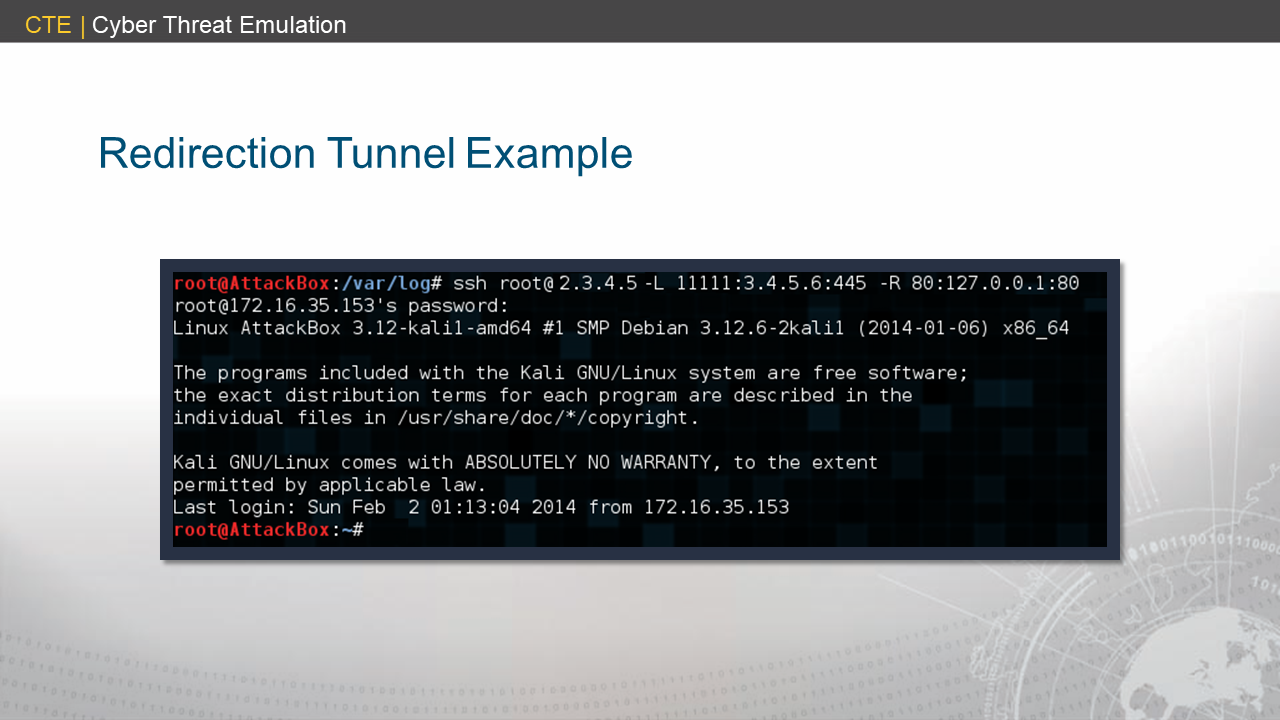 CTE | Cyber Threat Emulation
Redirection Tunnel Example
root@AttackBox:/var/log# ssh root@ 2.3.4.5 -L 11111:3.4.5.6:445 -R 80:127.0.0.1:80
root@172.16.35.153's password:
Linux AttackBox 3.12-kali1-amd64 #1 SMP Debian 3.12.6-2kali1 (2014-01-06) x86_64
The programs included with the Kali GNU/Linux system are free software;
the exact distribution terms for each program are described in the
individual files in /usr/share/doc/*/copyright.
Kali GNU/Linux comes with ABSOLUTELY NO WARRANTY, to the extent
permitted by applicable law.
Last login: Sun Feb  2 01:13:04 2014 from 172.16.35.153
root@AttackBox:~#